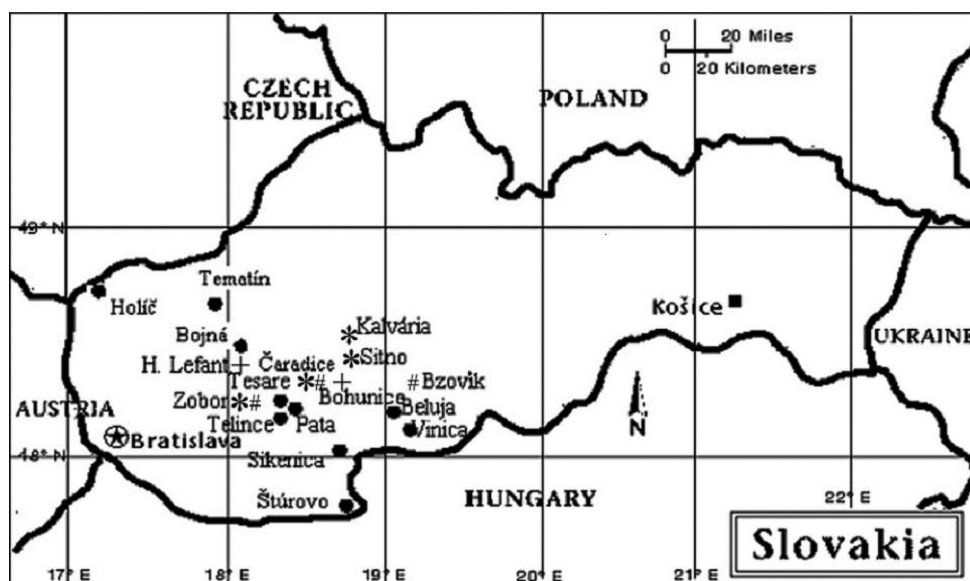 0 20 Miles
0 20 Kilometers
CZECH
REPUBLIC
POLAND
49° N
Tematín
Holíč
Košice
Kalvária
Bojná
UKRAINE
Sitno
H. Lefant +
Čaradice
Tesare *# +
# Bzovik
Bohunice
Zobor *#
Beluja
AUSTRIA
Telince
Pata
Vinica
Bratislava
Sikenica
18° N
N
HUNGARY
22° E
Štúrovo
Slovakia
17° E
18° E
19° E
20° E
21° E